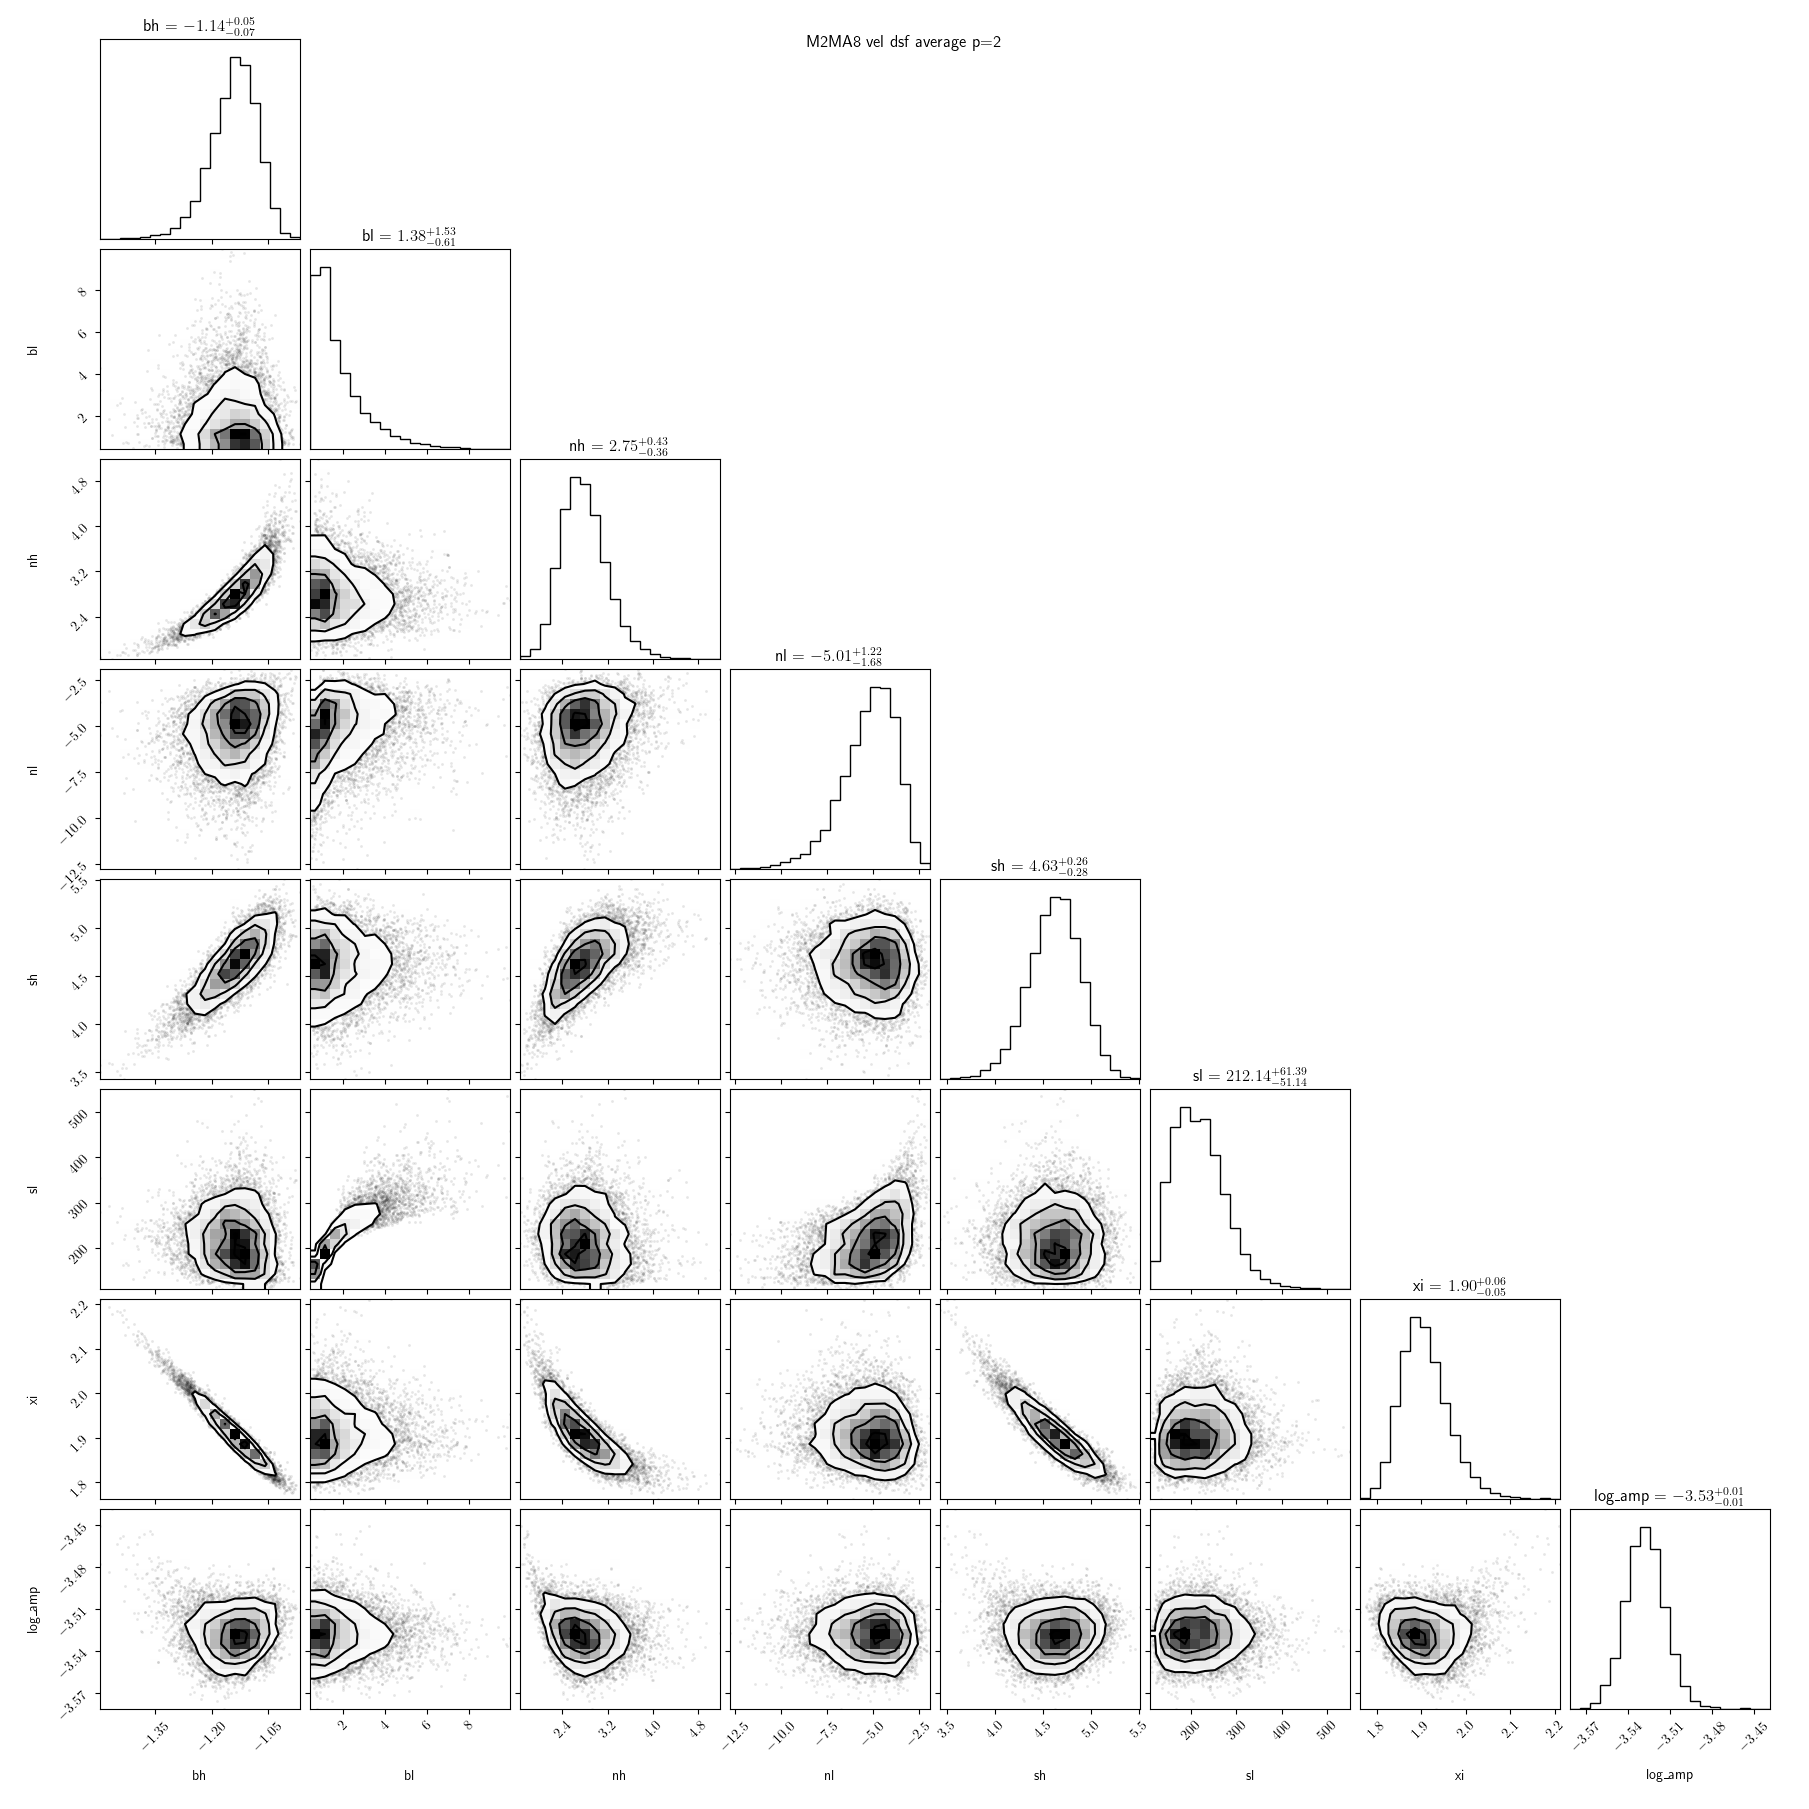 bh = −1.14 +0.05 −0.07
M2MA8 vel dsf average p=2
bl = 1.38 +1.53 −0.61
bl
8
6
4
2
nh = 2.75 +0.43 −0.36
nh
4.8
4.0
3.2
2.4
nl = −5.01 +1.22 −1.68
nl
−2.5
−5.0
−7.5
−10.0
−12.5
sh = 4.63 +0.26 −0.28
sh
5.5
5.0
4.5
4.0
3.5
sl = 212.14 +61.39 −51.14
sl
500
400
300
200
xi = 1.90 +0.06 −0.05
xi
2.2
2.1
2.0
1.9
1.8
log_amp = −3.53 +0.01 −0.01
log_amp
−3.45
−3.48
−3.51
−3.54
−3.57
−1.35 −1.20 −1.05 2 4 6 8 2.4 3.2 4.0 4.8 −12.5 −10.0 −7.5 −5.0 −2.5 3.5 4.0 4.5 5.0 5.5 200 300 400 500 1.8 1.9 2.0 2.1 2.2 −3.57 −3.54 −3.51 −3.48 −3.45
bh bl nh nl sh sl xi log_amp